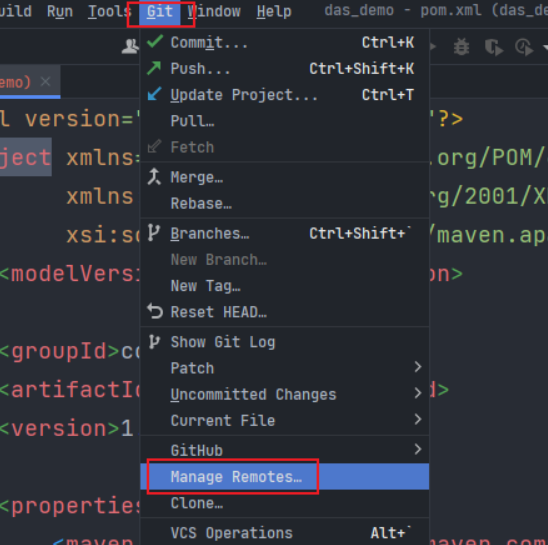 uild Run Tools Git Window Help das_demo - pom.xml (das_de
emo) ×
Commit... Ctrl+K
Push... Ctrl+Shift+K
Update Project... Ctrl+T
Pull…
Fetch
Merge…
Rebase…
Branches… Ctrl+Shift+`
New Branch…
New Tag…
Reset HEAD…
Show Git Log
Patch
Uncommitted Changes
Current File
GitHub
Manage Remotes…
Clone…
VCS Operations Alt+`
l version=" "?>
ject xmlns= .org/POM/
xmlns rg/2001/X
xsi:sc /maven.ap
<modelVers on>
<groupId>co
<artifactId d>
<version>1
<properties
<maven maven.com